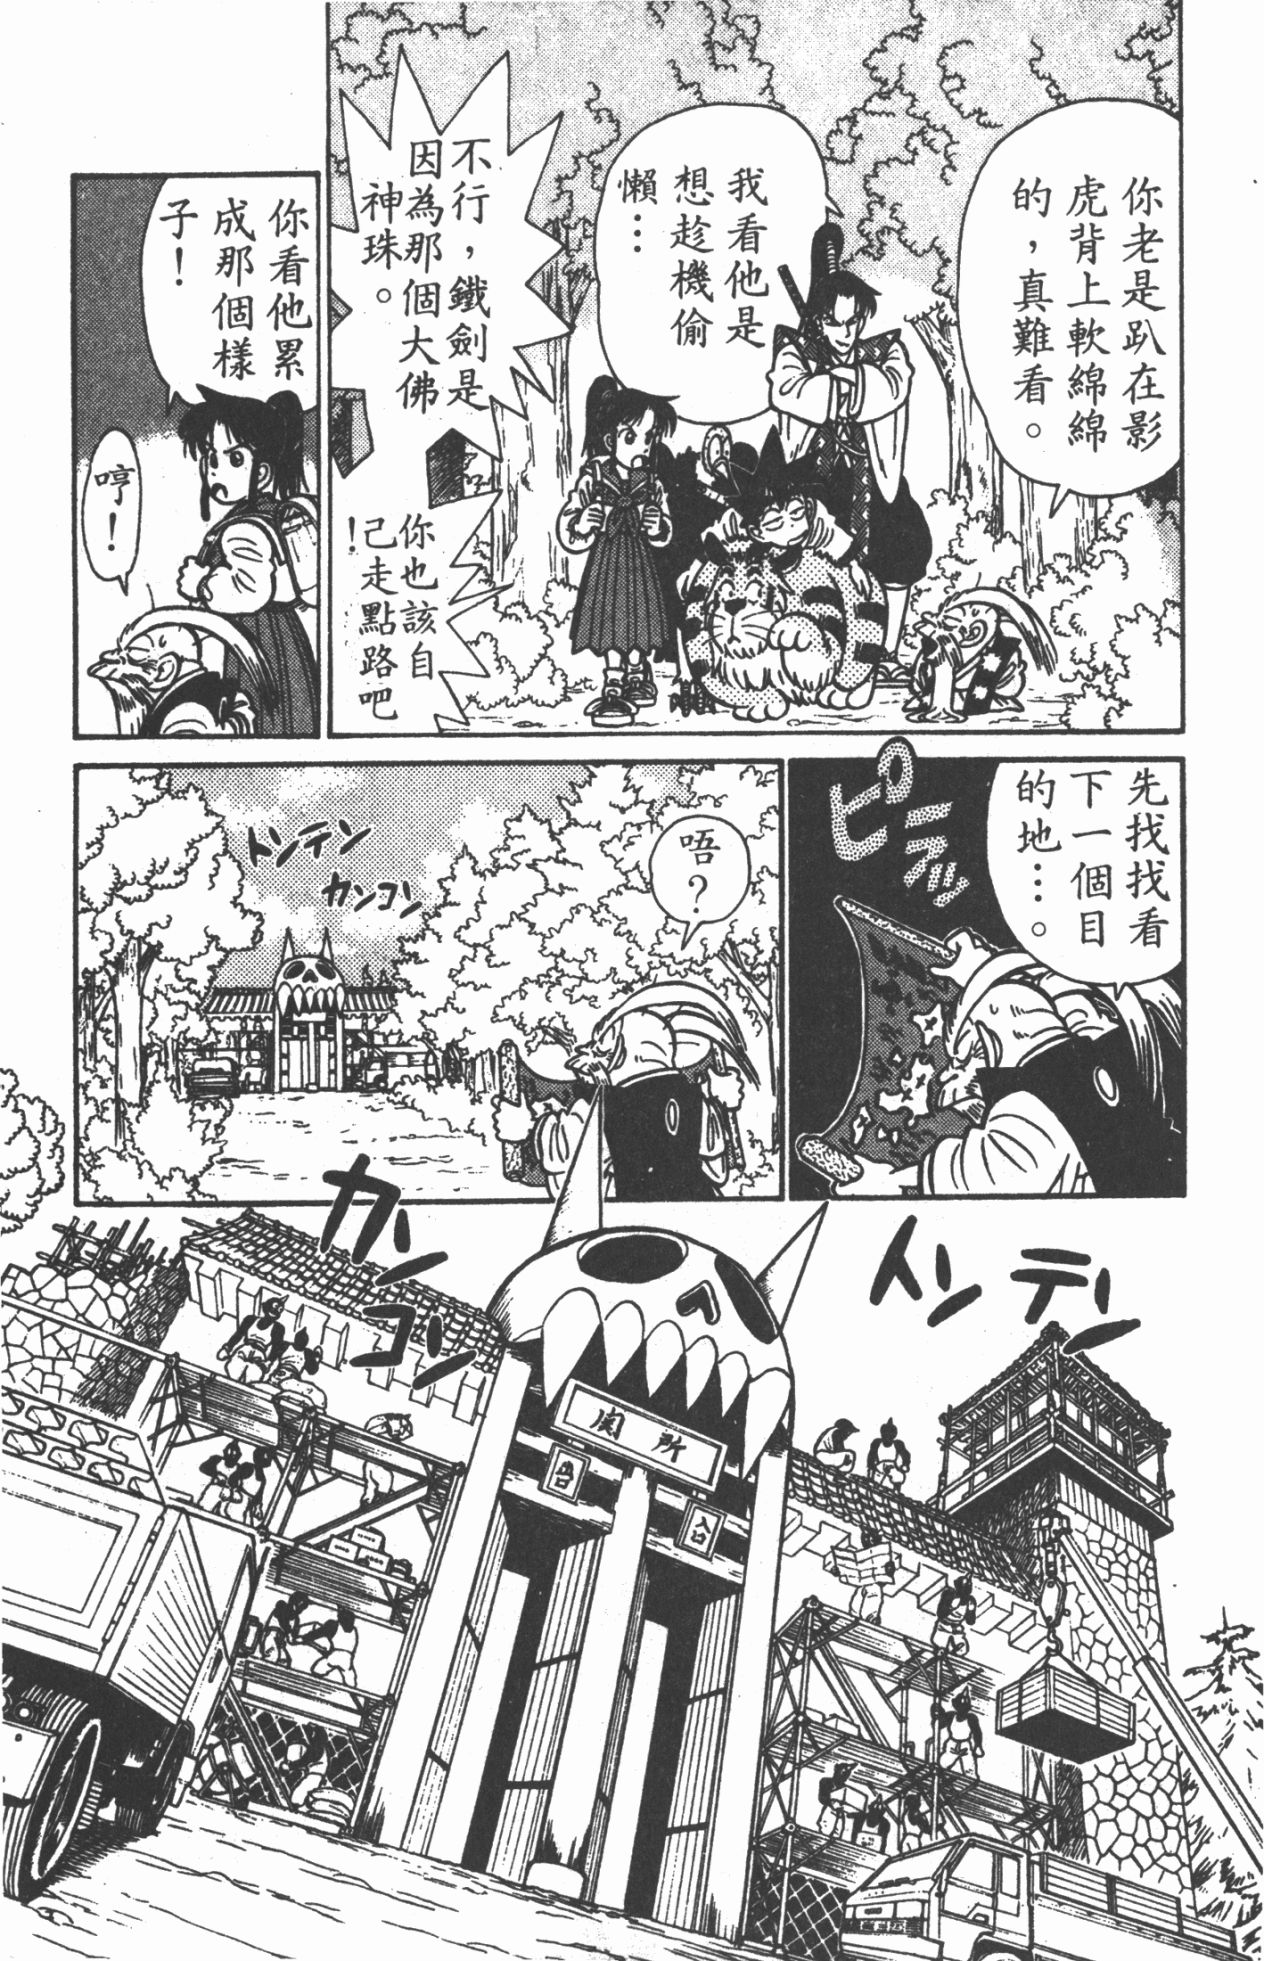 你老是趴在影
虎背上軟綿綿
的，真難看。
我看他是
想趁機偷
懶…
不行，鐵劍是
因為那個大佛
神珠。
你也該自
己走點路吧
！
你看他累
成那個樣
子！
哼！
先找找看
下一個目
的地…。
ピラッ
唔？
トンテン
カンコン
カン
コン
トンテン
関所
入口